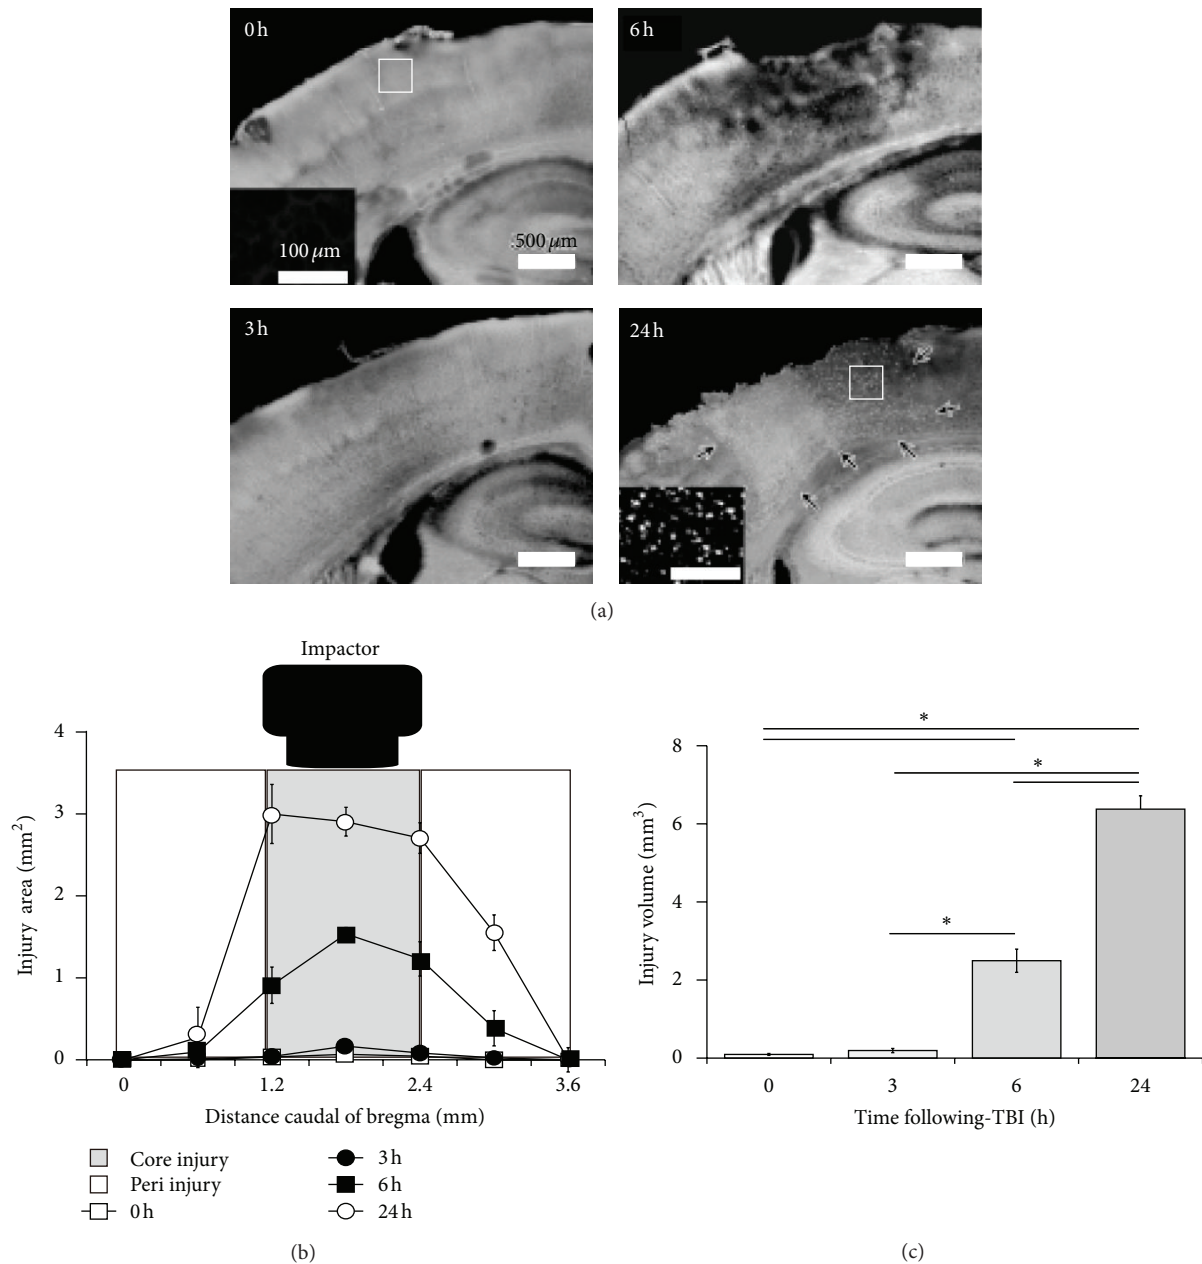 0 h
6 h
100 μm
500 μm
3 h
24 h
(a)
Impactor
4
3
2
1
0
Injury area (mm²)
0
1.2
2.4
3.6
Distance caudal of bregma (mm)
Core injury
Peri injury
0 h
3 h
6 h
24 h
(b)
*
*
*
8
6
4
2
0
Injury volume (mm³)
0
3
6
24
Time following-TBI (h)
(c)